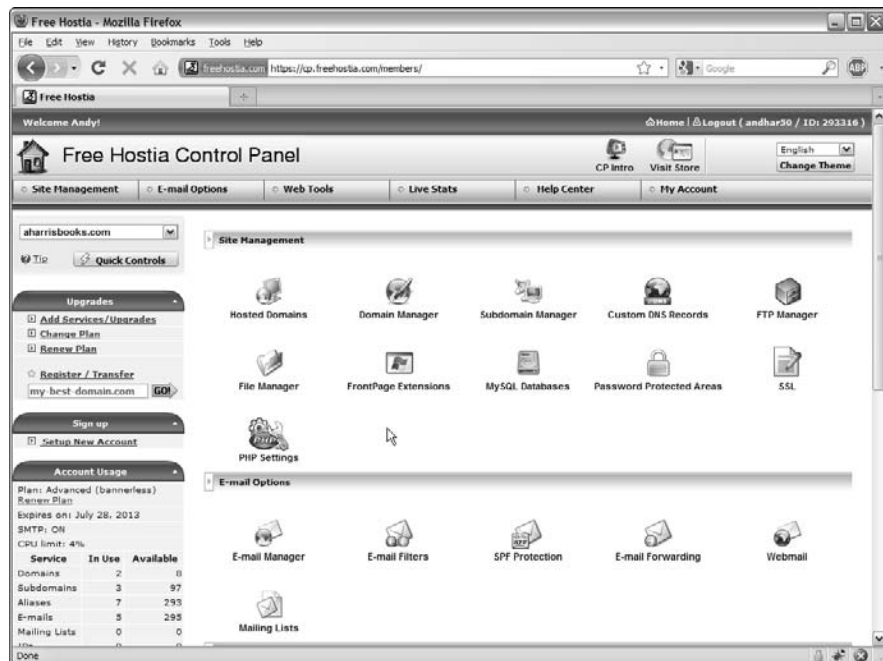 Free Hostia - Mozilla Firefox
File Edit View History Bookmarks Tools Help
freehostia.com https://cp.freehostia.com/members/
Google
ABP
Free Hostia
Welcome Andy!
Home | Logout ( andhar50 / ID: 293316 )
Free Hostia Control Panel
CP Intro
Visit Store
English
Change Theme
Site Management
E-mail Options
Web Tools
Live Stats
Help Center
My Account
aharrisbooks.com
Tip
Quick Controls
Upgrades
Add Services/Upgrades
Change Plan
Renew Plan
Register / Transfer
my-best-domain.com GO!
Sign up
Setup New Account
Account Usage
Plan: Advanced (bannerless)
Renew Plan
Expires on: July 28, 2013
SMTP: ON
CPU limit: 4%
Service In Use Available
Domains 2 8
Subdomains 3 97
Aliases 7 293
E-mails 5 295
Mailing Lists 0 0
Site Management
Hosted Domains
Domain Manager
Subdomain Manager
Custom DNS Records
FTP Manager
File Manager
FrontPage Extensions
MySQL Databases
Password Protected Areas
SSL
PHP Settings
E-mail Options
E-mail Manager
E-mail Filters
SPF Protection
E-mail Forwarding
Webmail
Mailing Lists
Done